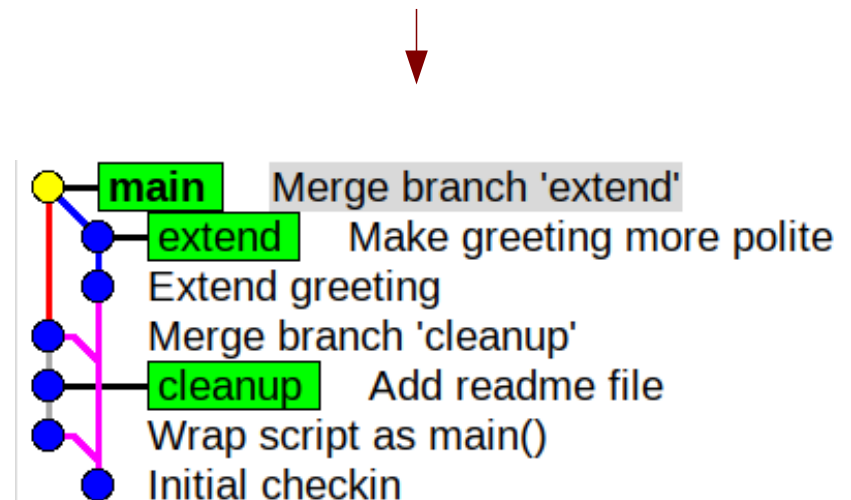 main Merge branch 'extend'
extend Make greeting more polite
Extend greeting
Merge branch 'cleanup'
cleanup Add readme file
Wrap script as main()
Initial checkin